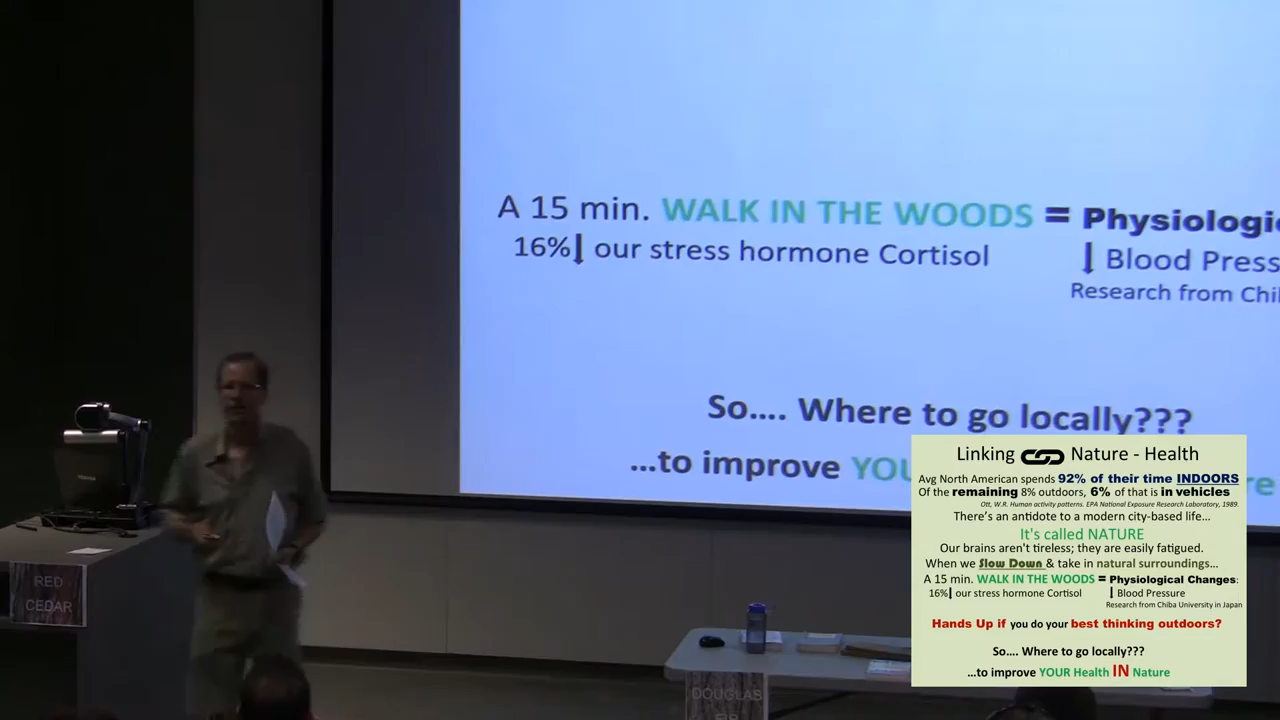 A 15 min. WALK IN THE WOODS = Physiologic
16%↓ our stress hormone Cortisol
↓ Blood Press
Research from Chi
So…. Where to go locally???
…to improve YOU
re
RED
CEDAR
DOUGLAS
FIR
Linking Nature - Health
Avg North American spends 92% of their time INDOORS
Of the remaining 8% outdoors, 6% of that is in vehicles
Ott, W.R. Human activity patterns. EPA National Exposure Research Laboratory, 1989.
There's an antidote to a modern city-based life…
It's called NATURE
Our brains aren't tireless; they are easily fatigued.
When we Slow Down & take in natural surroundings…
A 15 min. WALK IN THE WOODS = Physiological Changes:
16%↓ our stress hormone Cortisol
↓ Blood Pressure
Research from Chiba University in Japan
Hands Up if you do your best thinking outdoors?
So…. Where to go locally???
…to improve YOUR Health IN Nature